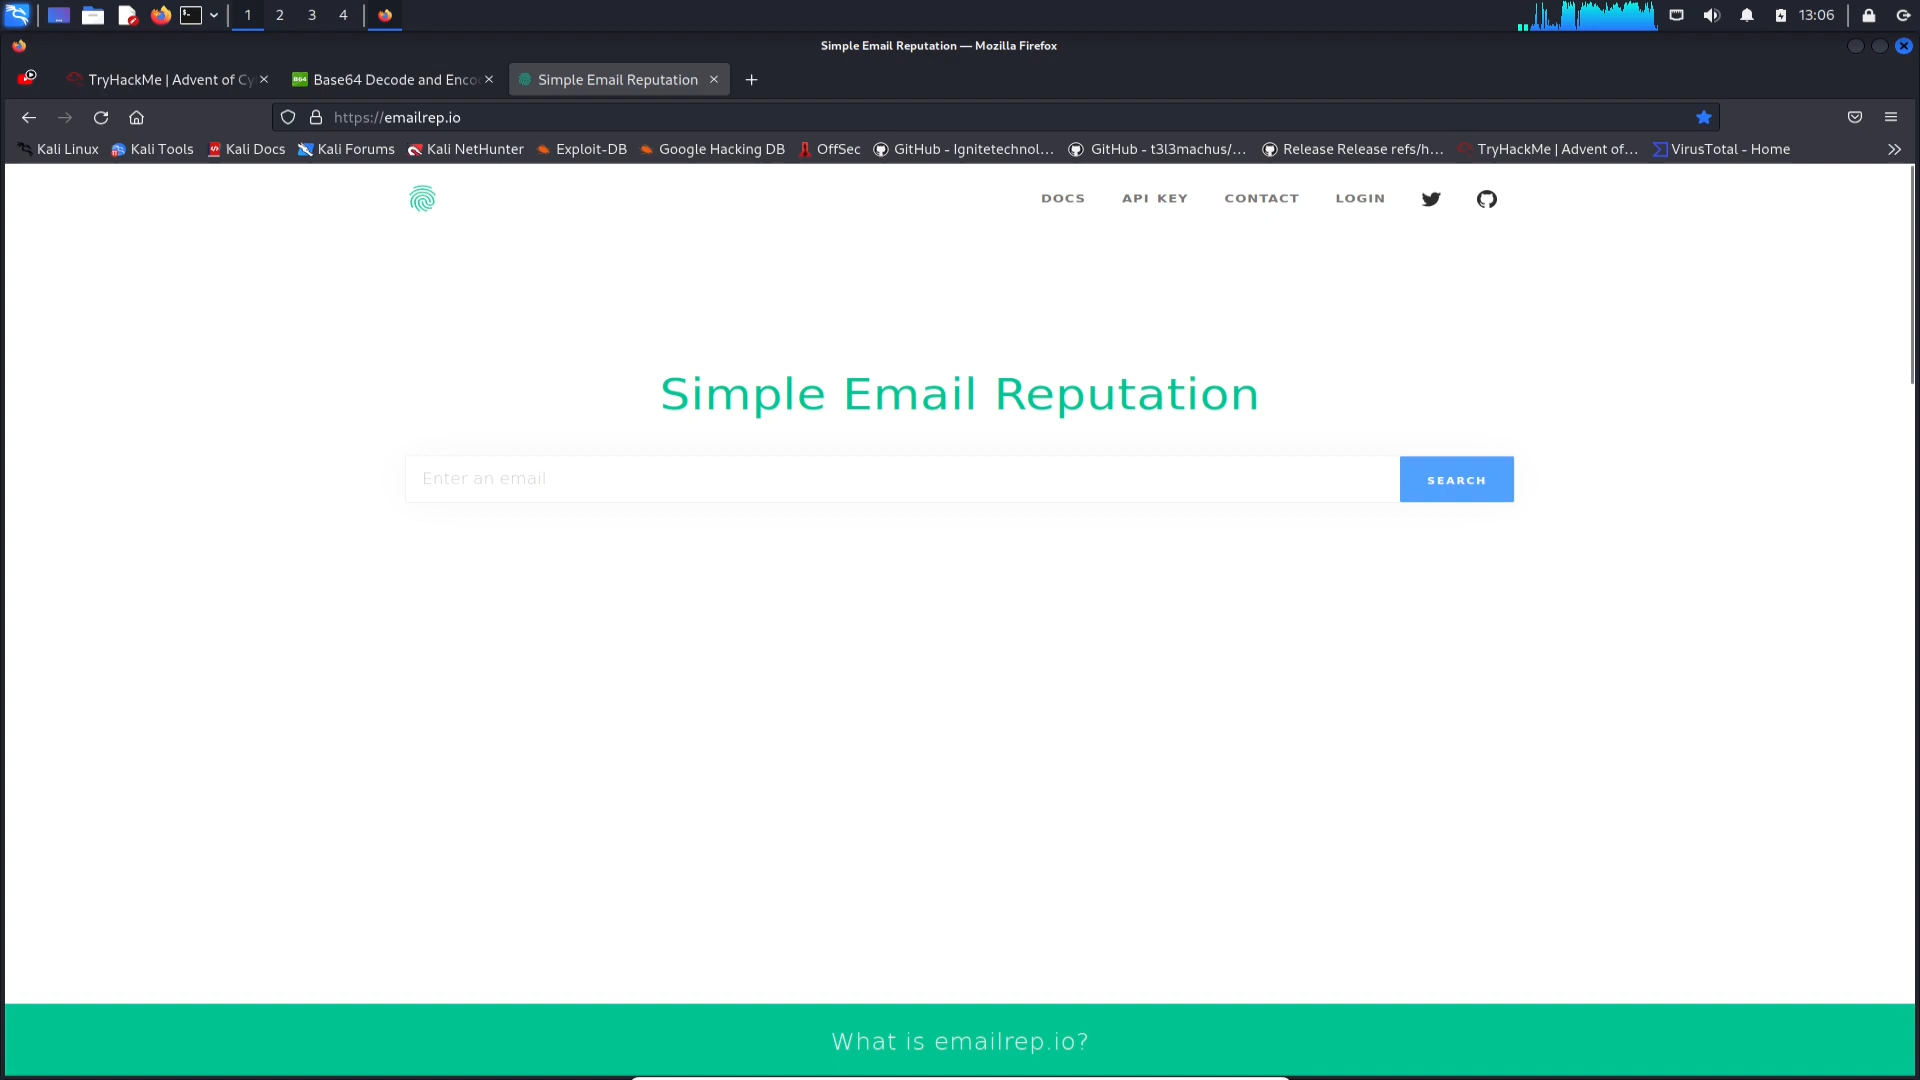 1 2 3 4 13:06
Simple Email Reputation — Mozilla Firefox
TryHackMe | Advent of Cy Base64 Decode and Enco Simple Email Reputation
https://emailrep.io
Kali Linux Kali Tools Kali Docs Kali Forums Kali NetHunter Exploit-DB Google Hacking DB OffSec GitHub - Ignitetechnol... GitHub - t3l3machus/... Release Release refs/h... TryHackMe | Advent of... VirusTotal - Home
DOCS API KEY CONTACT LOGIN
Simple Email Reputation
Enter an email SEARCH
What is emailrep.io?